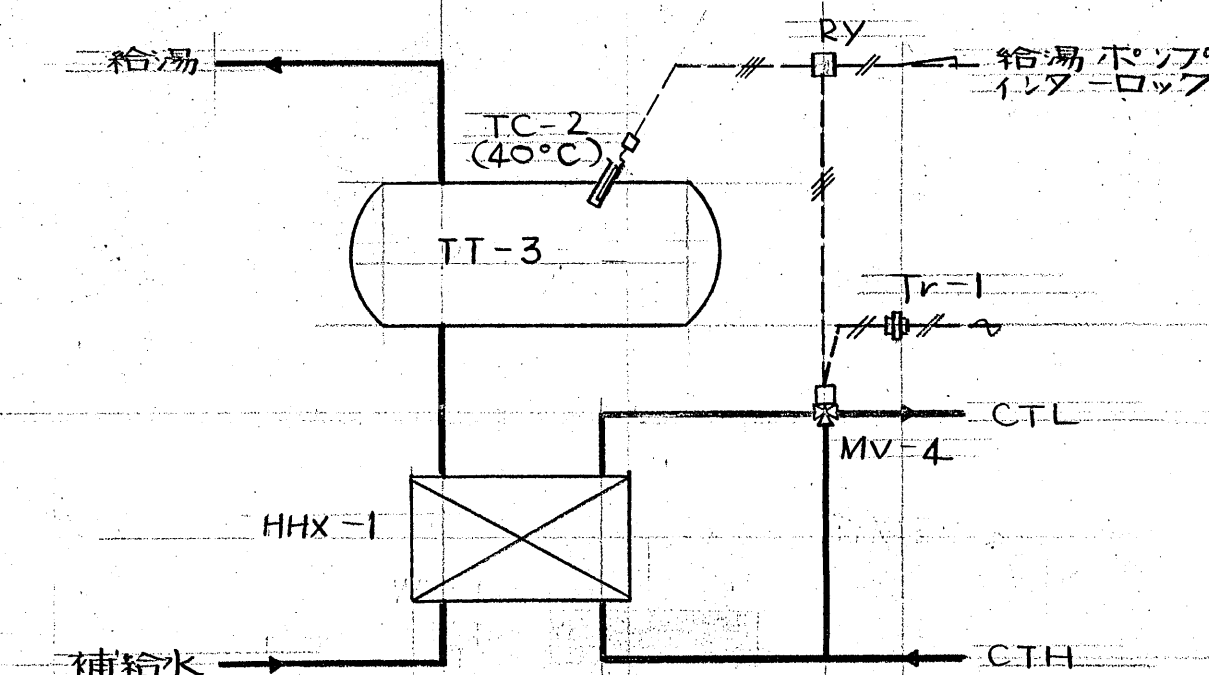 RY
給湯
給湯 ポンプ
インターロック
TC-2
(40°C)
TT-3
Tr-1
CTL
MV-4
HHX-1
補給水
CTH